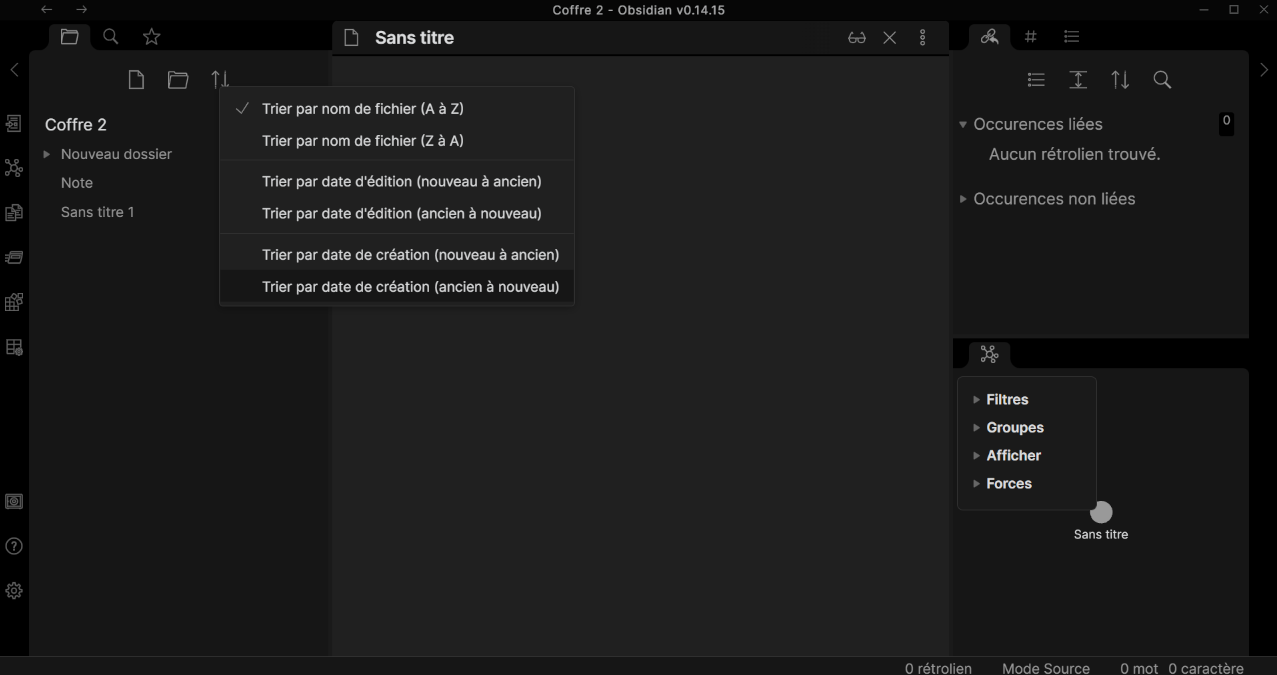 Coffre 2 - Obsidian v0.14.15
Sans titre
Trier par nom de fichier (A à Z)
Trier par nom de fichier (Z à A)
Trier par date d'édition (nouveau à ancien)
Trier par date d'édition (ancien à nouveau)
Trier par date de création (nouveau à ancien)
Trier par date de création (ancien à nouveau)
Coffre 2
Nouveau dossier
Note
Sans titre 1
Occurences liées
0
Aucun rétrolien trouvé.
Occurences non liées
Filtres
Groupes
Afficher
Forces
Sans titre
0 rétrolien Mode Source 0 mot 0 caractère